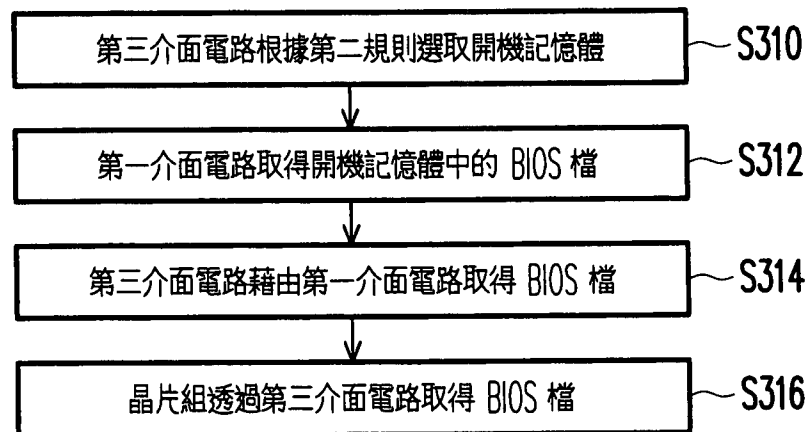 第三介面電路根據第二規則選取開機記憶體 S310
第一介面電路取得開機記憶體中的 BIOS 檔 S312
第三介面電路藉由第一介面電路取得 BIOS 檔 S314
晶片組透過第三介面電路取得 BIOS 檔 S316